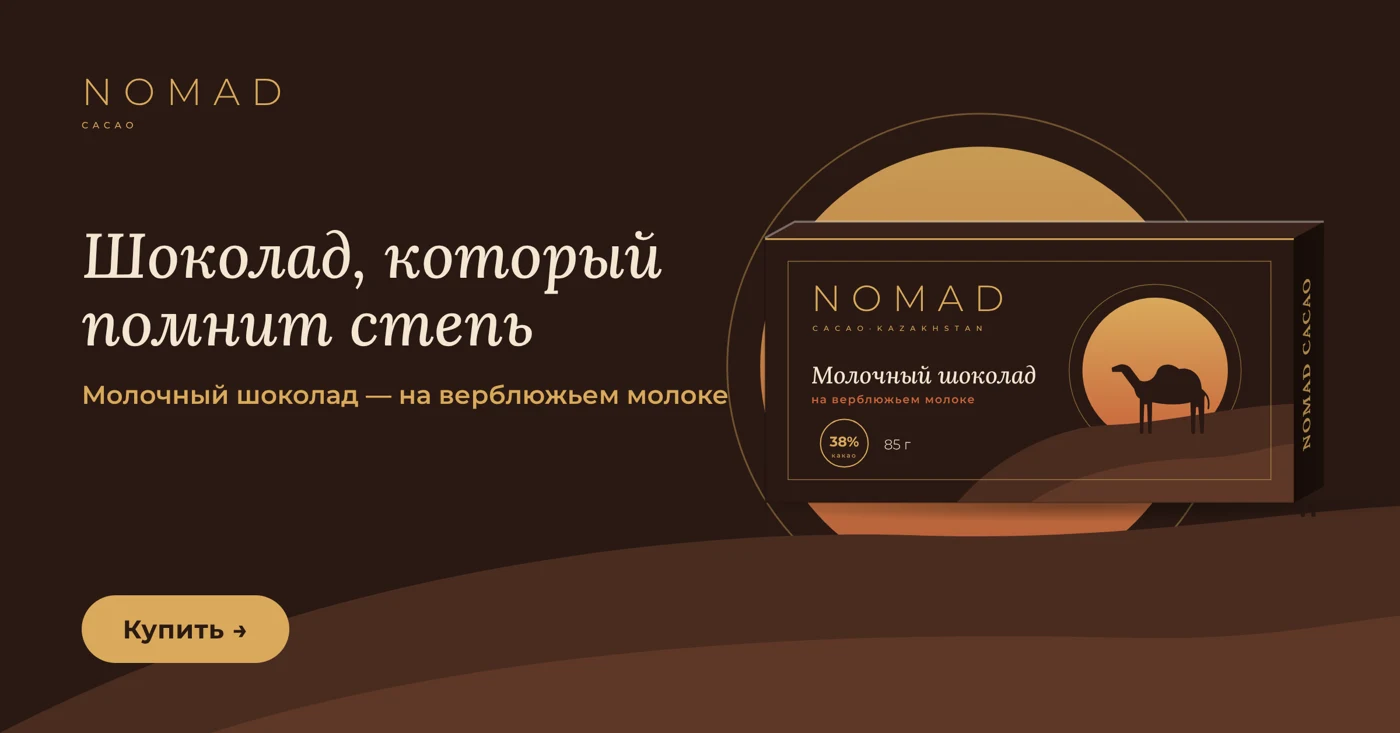 NOMAD
CACAO
Шоколад, который
помнит степь
Молочный шоколад — на верблюжьем молоке
Купить →
NOMAD
CACAO·KAZAKHSTAN
Молочный шоколад
на верблюжьем молоке
38%
какао
85 г
NOMAD CACAO